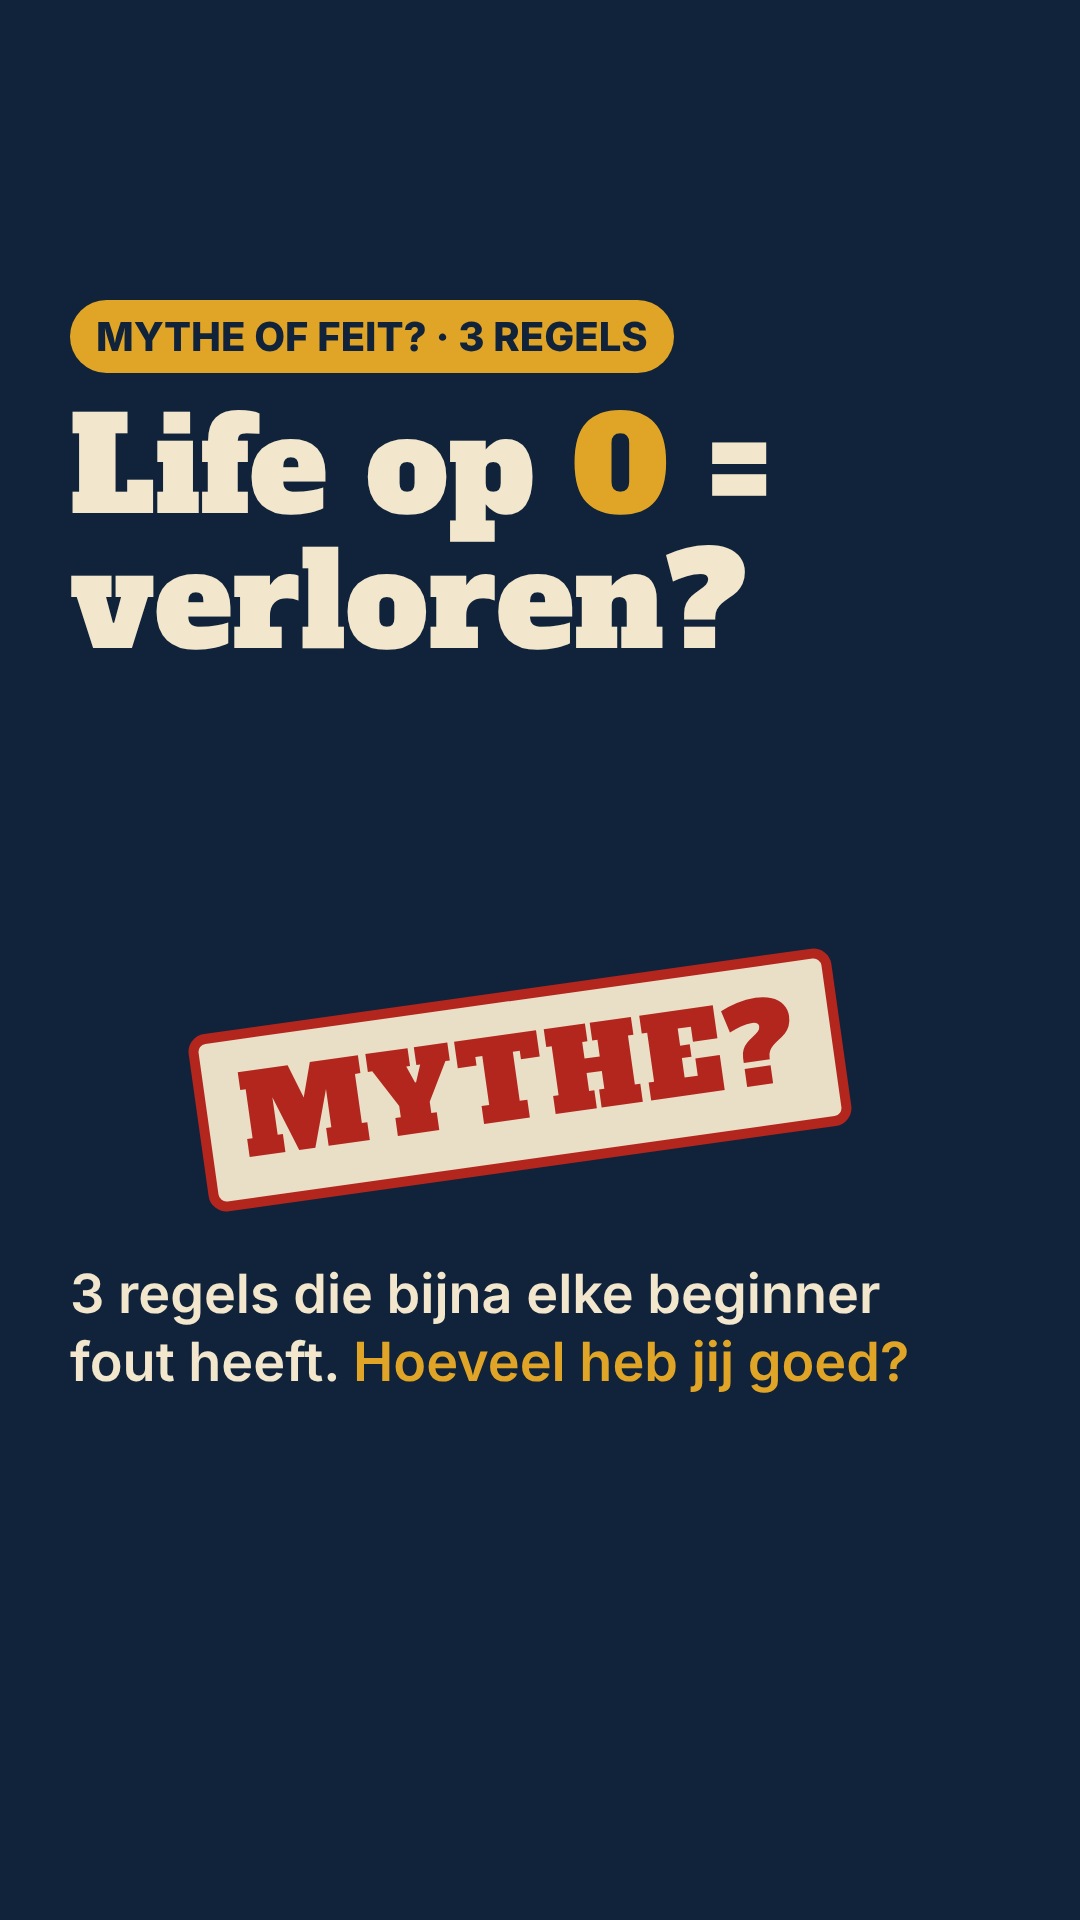 MYTHE OF FEIT? · 3 REGELS
Life op 0 =
verloren?
MYTHE?
3 regels die bijna elke beginner
fout heeft. Hoeveel heb jij goed?